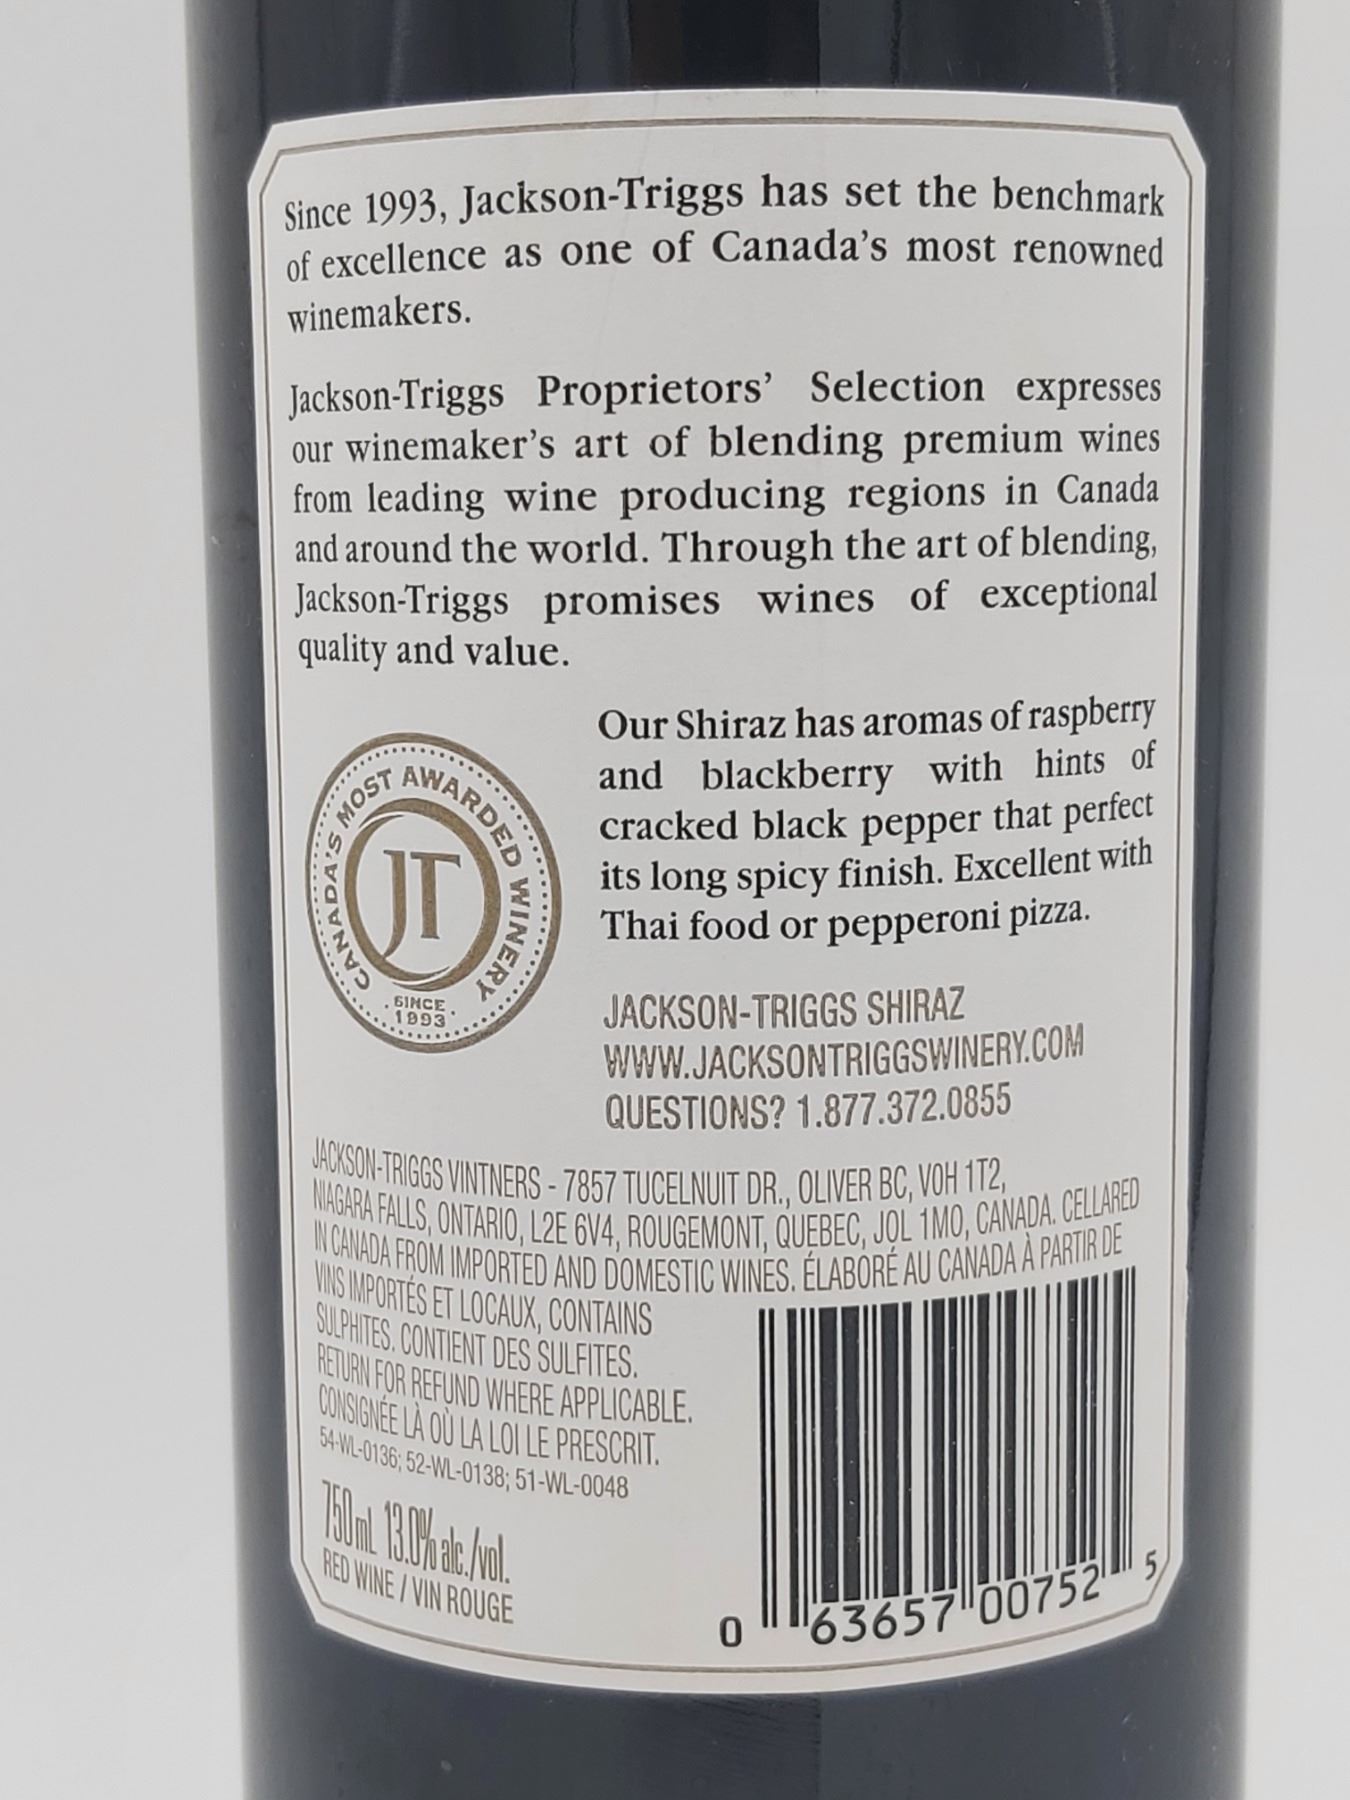 Since 1993, Jackson-Triggs has set the benchmark
of excellence as one of Canada's most renowned
winemakers.
Jackson-Triggs Proprietors' Selection expresses
our winemaker's art of blending premium wines
from leading wine producing regions in Canada
and around the world. Through the art of blending,
Jackson-Triggs promises wines of exceptional
quality and value.
Our Shiraz has aromas of raspberry
and blackberry with hints of
cracked black pepper that perfect
its long spicy finish. Excellent with
Thai food or pepperoni pizza.
CANADA'S MOST AWARDED WINERY
JT
SINCE
1993
JACKSON-TRIGGS SHIRAZ
WWW.JACKSONTRIGGSWINERY.COM
QUESTIONS? 1.877.372.0855
JACKSON-TRIGGS VINTNERS - 7857 TUCELNUIT DR., OLIVER BC, V0H 1T2,
NIAGARA FALLS, ONTARIO, L2E 6V4, ROUGEMONT, QUEBEC, J0L 1M0, CANADA. CELLARED
IN CANADA FROM IMPORTED AND DOMESTIC WINES. ÉLABORÉ AU CANADA À PARTIR DE
VINS IMPORTÉS ET LOCAUX, CONTAINS
SULPHITES. CONTIENT DES SULFITES.
RETURN FOR REFUND WHERE APPLICABLE.
CONSIGNÉE LÀ OÙ LA LOI LE PRESCRIT.
54-WL-0136; 52-WL-0138; 51-WL-0048
750mL 13.0% alc./vol.
RED WINE / VIN ROUGE
0 63657 00752 5